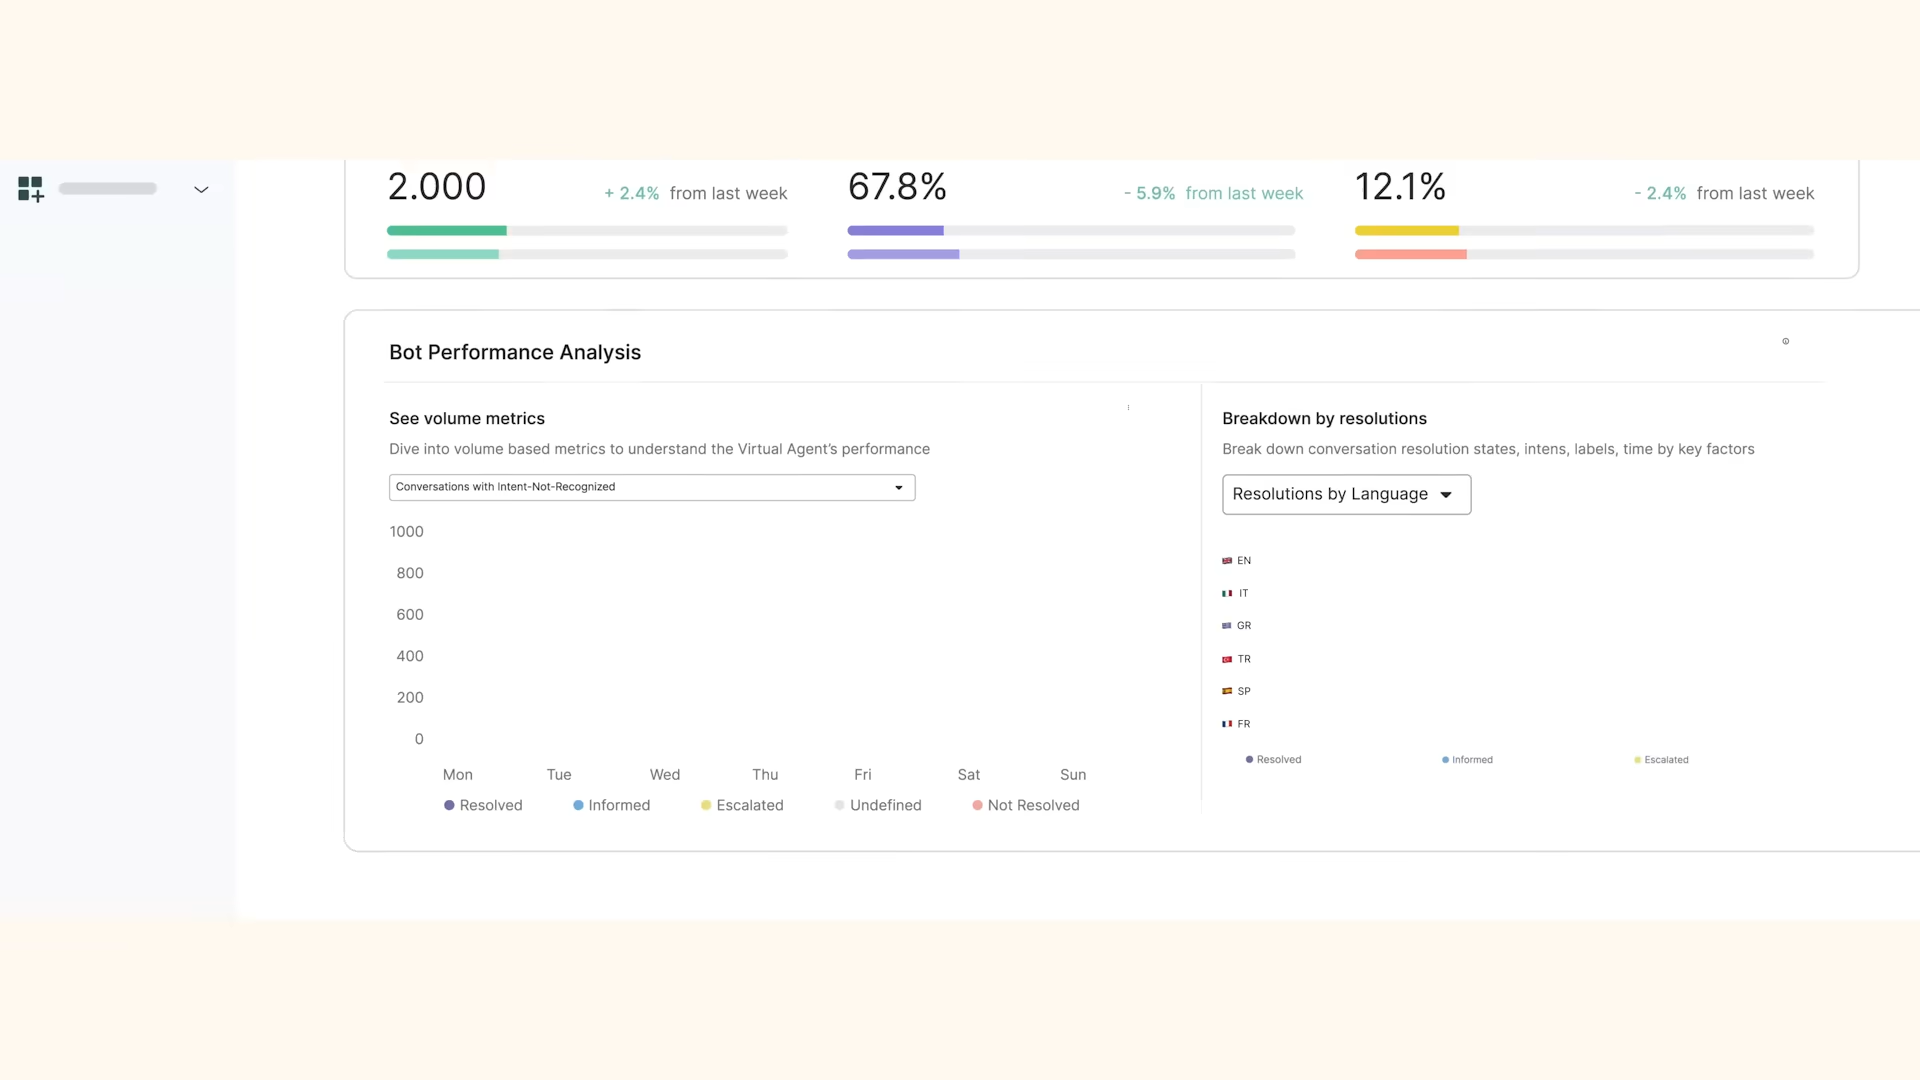 2.000 + 2.4% from last week
67.8% - 5.9% from last week
12.1% - 2.4% from last week
Bot Performance Analysis
See volume metrics
Dive into volume based metrics to understand the Virtual Agent's performance
Conversations with Intent-Not-Recognized
1000
800
600
400
200
0
Mon Tue Wed Thu Fri Sat Sun
Resolved Informed Escalated Undefined Not Resolved
Breakdown by resolutions
Break down conversation resolution states, intens, labels, time by key factors
Resolutions by Language
EN
IT
GR
TR
SP
FR
Resolved Informed Escalated